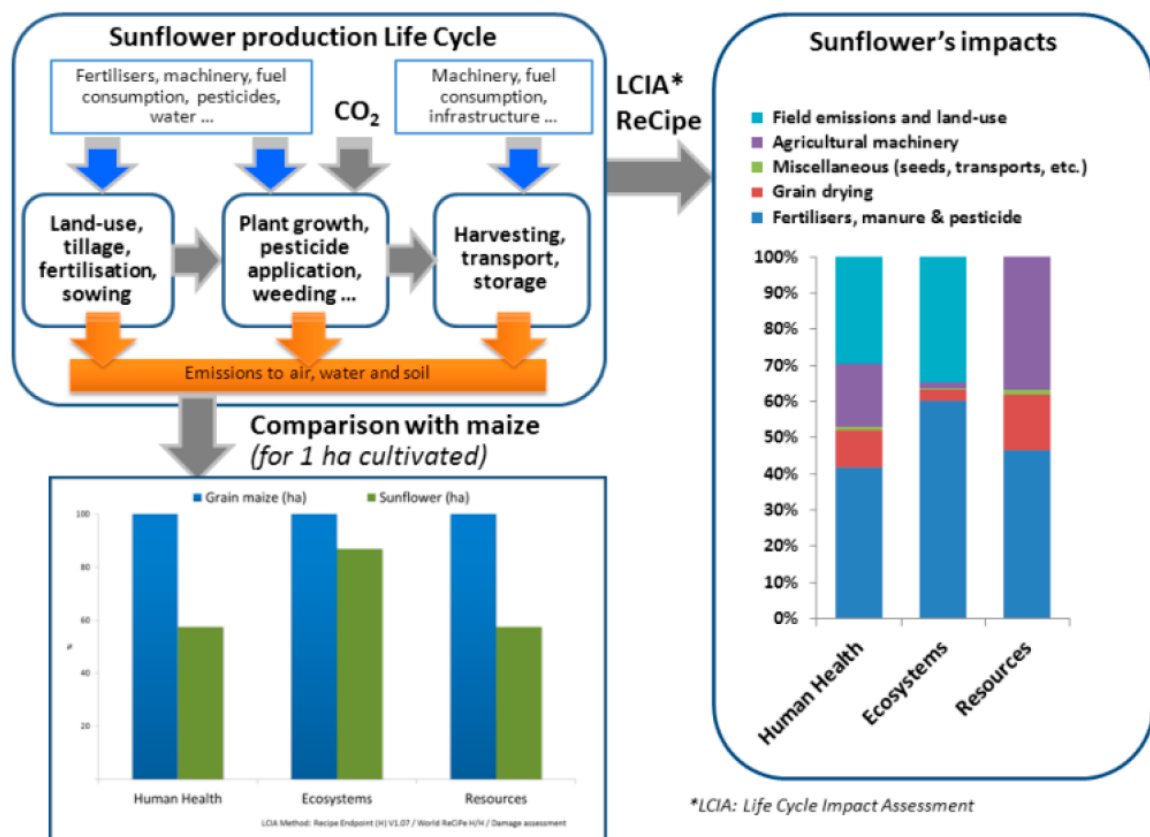 Sunflower production Life Cycle
Fertilisers, machinery, fuel
consumption, pesticides,
water ...
CO2
Machinery, fuel
consumption,
infrastructure ...
Land-use,
tillage,
fertilisation,
sowing
Plant growth,
pesticide
application,
weeding ...
Harvesting,
transport,
storage
Emissions to air, water and soil
LCIA*
ReCipe
Comparison with maize
(for 1 ha cultivated)
Grain maize (ha)
Sunflower (ha)
100
80
60
40
20
%
Human Health
Ecosystems
Resources
LCIA Method: Recipe Endpoint (H) V1.07 / World ReCiPe H/H / Damage assessment
Sunflower's impacts
Field emissions and land-use
Agricultural machinery
Miscellaneous (seeds, transports, etc.)
Grain drying
Fertilisers, manure & pesticide
100%
90%
80%
70%
60%
50%
40%
30%
20%
10%
0%
Human Health
Ecosystems
Resources
*LCIA: Life Cycle Impact Assessment